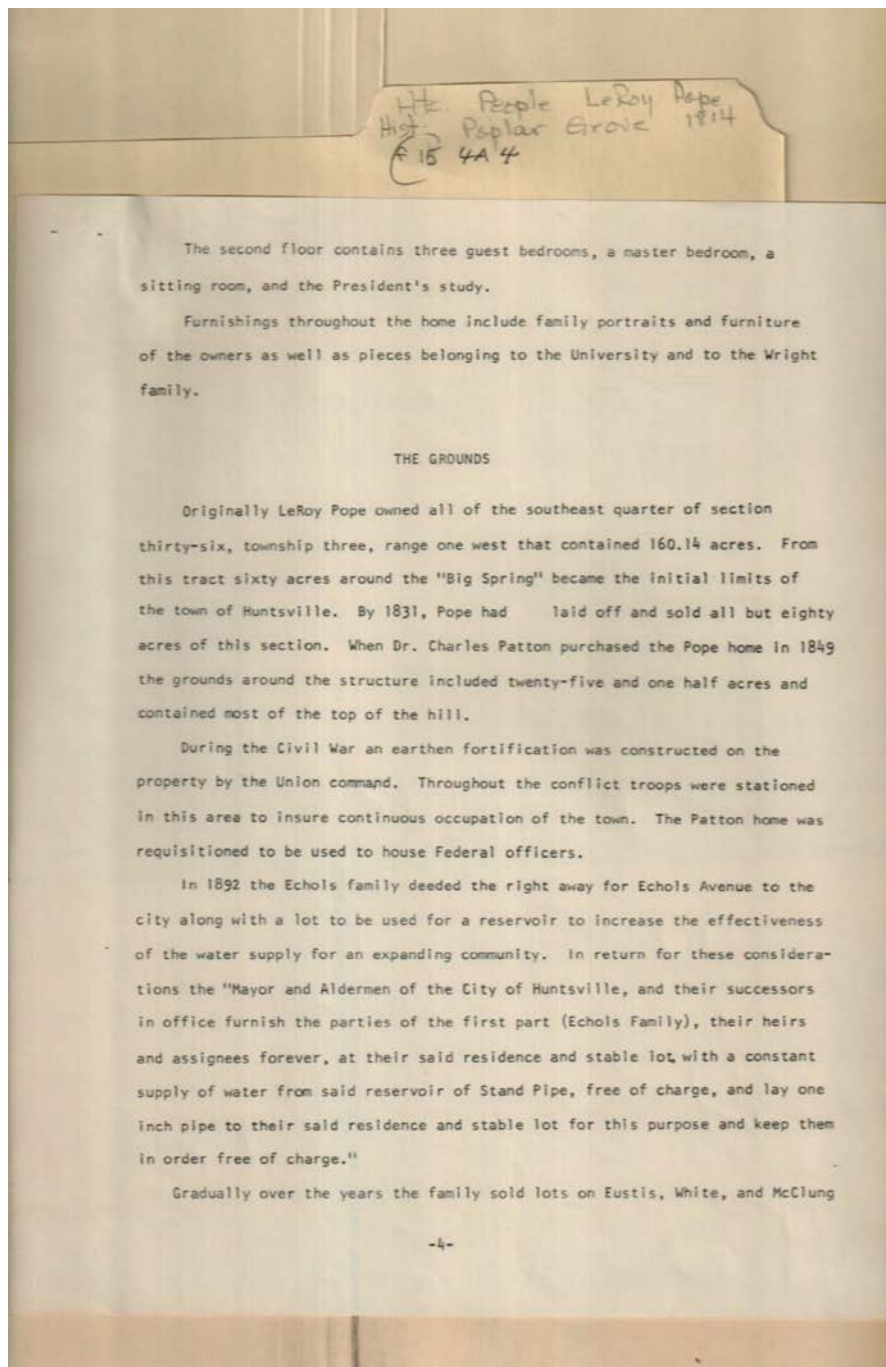 Htc. People LeRoy Pope
Hist- Poplar Grove 1814
F 15 4A 4
The second floor contains three guest bedrooms, a master bedroom, a
sitting room, and the President's study.
Furnishings throughout the home include family portraits and furniture
of the owners as well as pieces belonging to the University and to the Wright
family.
THE GROUNDS
Originally LeRoy Pope owned all of the southeast quarter of section
thirty-six, township three, range one west that contained 160.14 acres. From
this tract sixty acres around the "Big Spring" became the initial limits of
the town of Huntsville. By 1831, Pope had laid off and sold all but eighty
acres of this section. When Dr. Charles Patton purchased the Pope home in 1849
the grounds around the structure included twenty-five and one half acres and
contained most of the top of the hill.
During the Civil War an earthen fortification was constructed on the
property by the Union command. Throughout the conflict troops were stationed
in this area to insure continuous occupation of the town. The Patton home was
requisitioned to be used to house Federal officers.
In 1892 the Echols family deeded the right away for Echols Avenue to the
city along with a lot to be used for a reservoir to increase the effectiveness
of the water supply for an expanding community. In return for these considera-
tions the "Mayor and Aldermen of the City of Huntsville, and their successors
in office furnish the parties of the first part (Echols Family), their heirs
and assignees forever, at their said residence and stable lot, with a constant
supply of water from said reservoir of Stand Pipe, free of charge, and lay one
inch pipe to their said residence and stable lot for this purpose and keep them
in order free of charge."
Gradually over the years the family sold lots on Eustis, White, and McClung
-4-